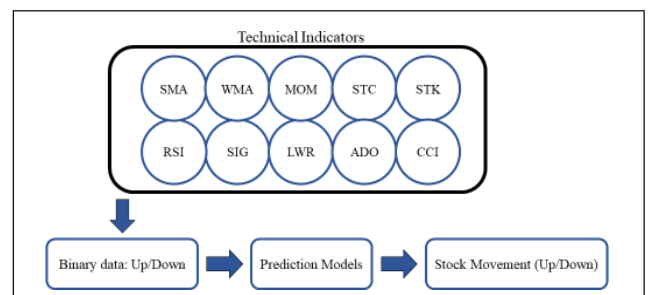 Technical Indicators
SMA WMA MOM STC STK
RSI SIG LWR ADO CCI
Binary data: Up/Down Prediction Models Stock Movement (Up/Down)